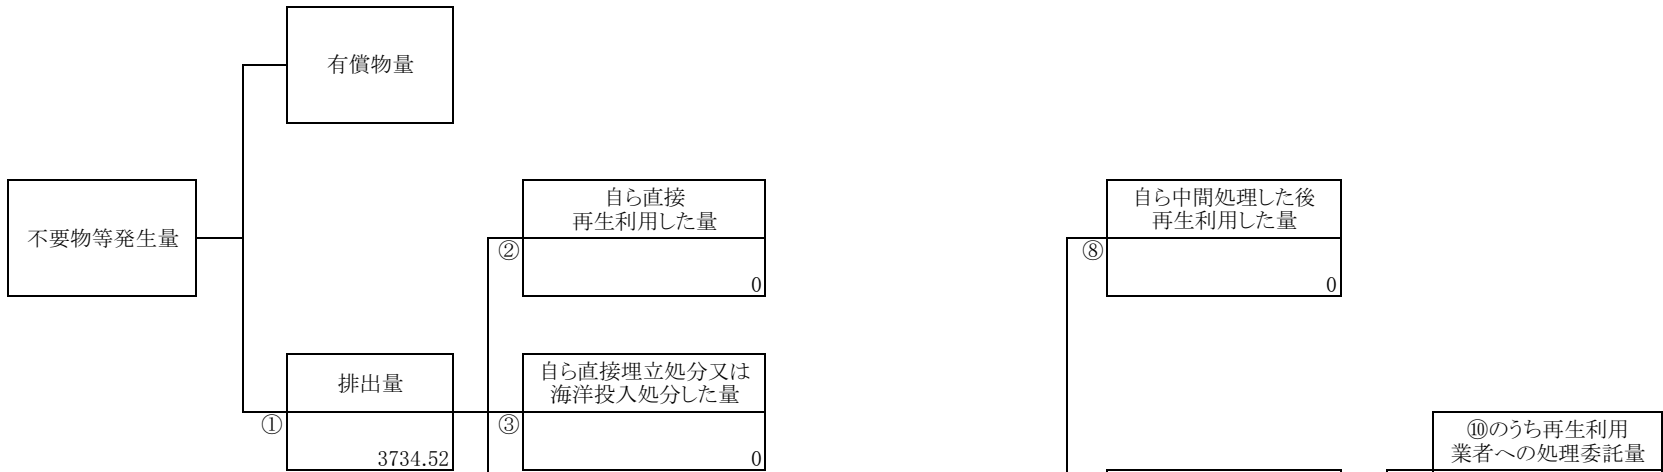 有償物量
不要物等発生量
自ら直接
再生利用した量
②
0
自ら中間処理した後
再生利用した量
⑧
0
排出量
①
3734.52
自ら直接埋立処分又は
海洋投入処分した量
③
0
⑩のうち再生利用
業者への処理委託量